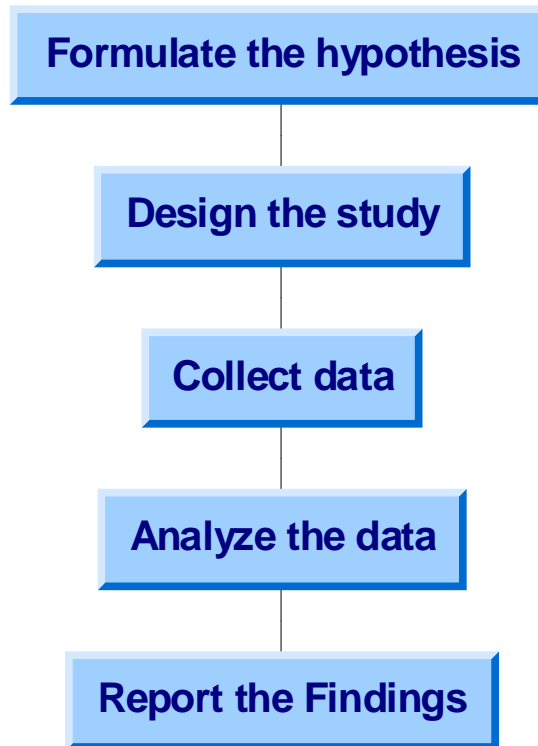 Formulate the hypothesis
Design the study
Collect data
Analyze the data
Report the Findings